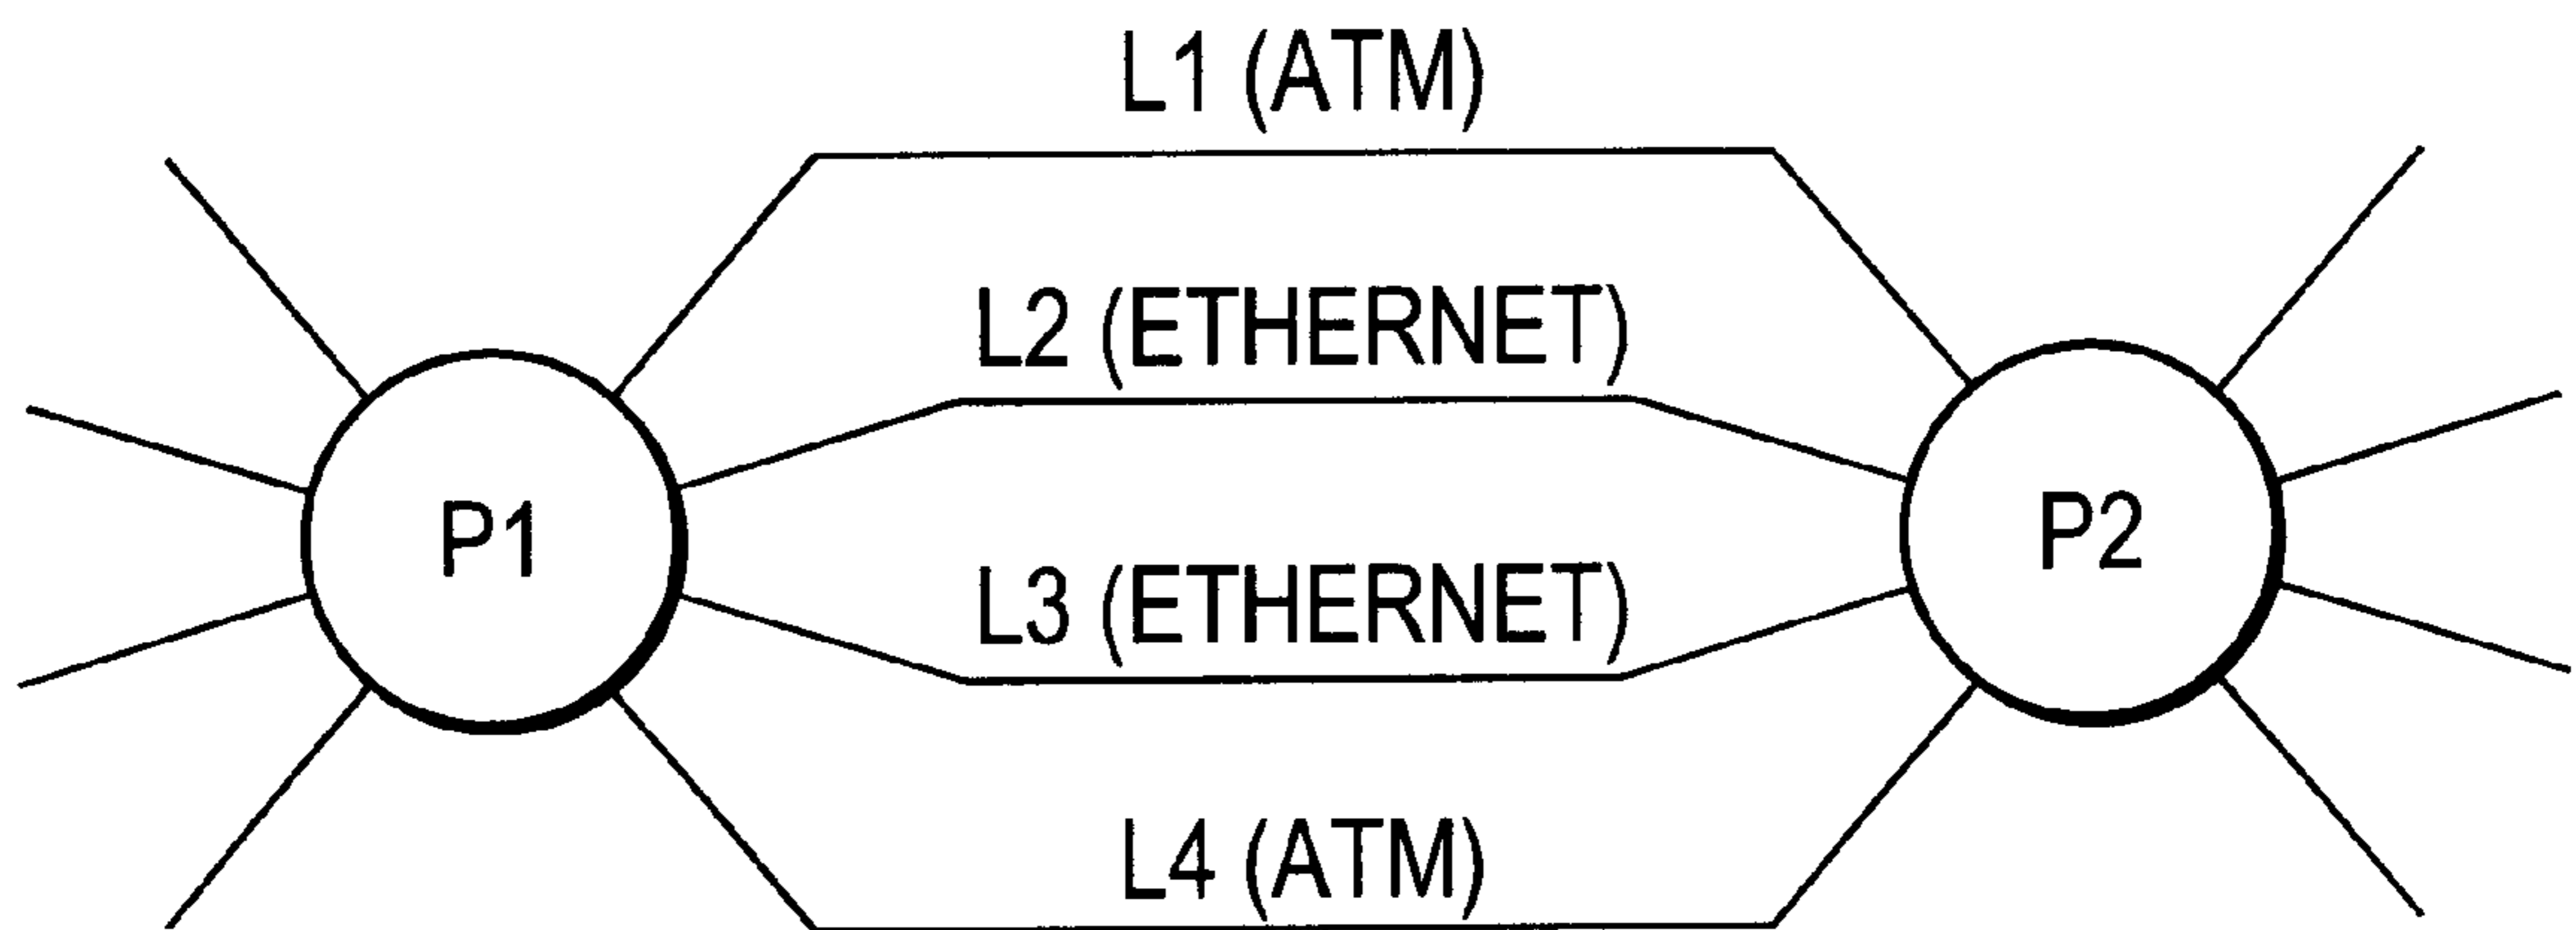 L1 (ATM)
L2 (ETHERNET)
P1
P2
L3 (ETHERNET)
L4 (ATM)